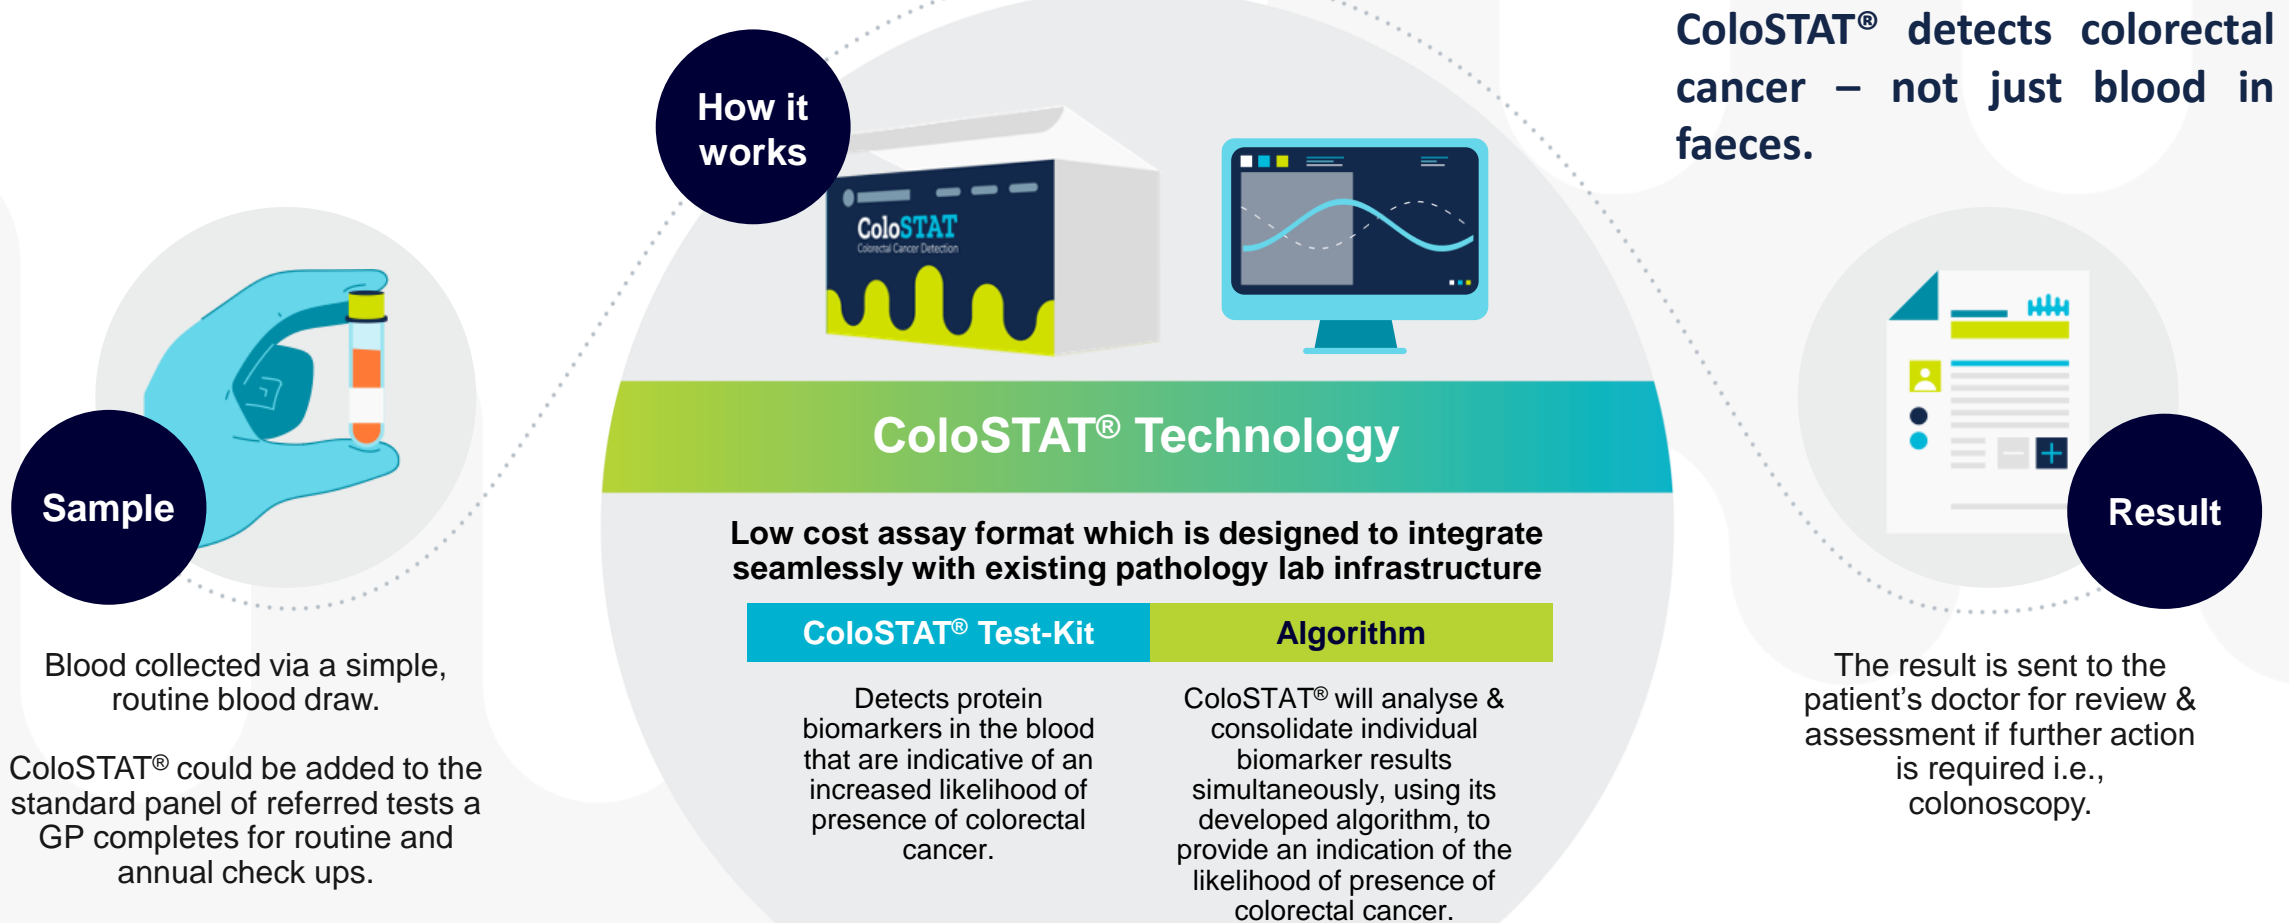 ColoSTAT® detects colorectal
cancer – not just blood in
faeces.
How it
works
ColoSTAT
Colorectal Cancer Detection
Sample
Blood collected via a simple,
routine blood draw.
ColoSTAT® could be added to the
standard panel of referred tests a
GP completes for routine and
annual check ups.
ColoSTAT® Technology
Low cost assay format which is designed to integrate
seamlessly with existing pathology lab infrastructure
ColoSTAT® Test-Kit
Detects protein
biomarkers in the blood
that are indicative of an
increased likelihood of
presence of colorectal
cancer.
Algorithm
ColoSTAT® will analyse &
consolidate individual
biomarker results
simultaneously, using its
developed algorithm, to
provide an indication of the
likelihood of presence of
colorectal cancer.
Result
The result is sent to the
patient’s doctor for review &
assessment if further action
is required i.e.,
colonoscopy.